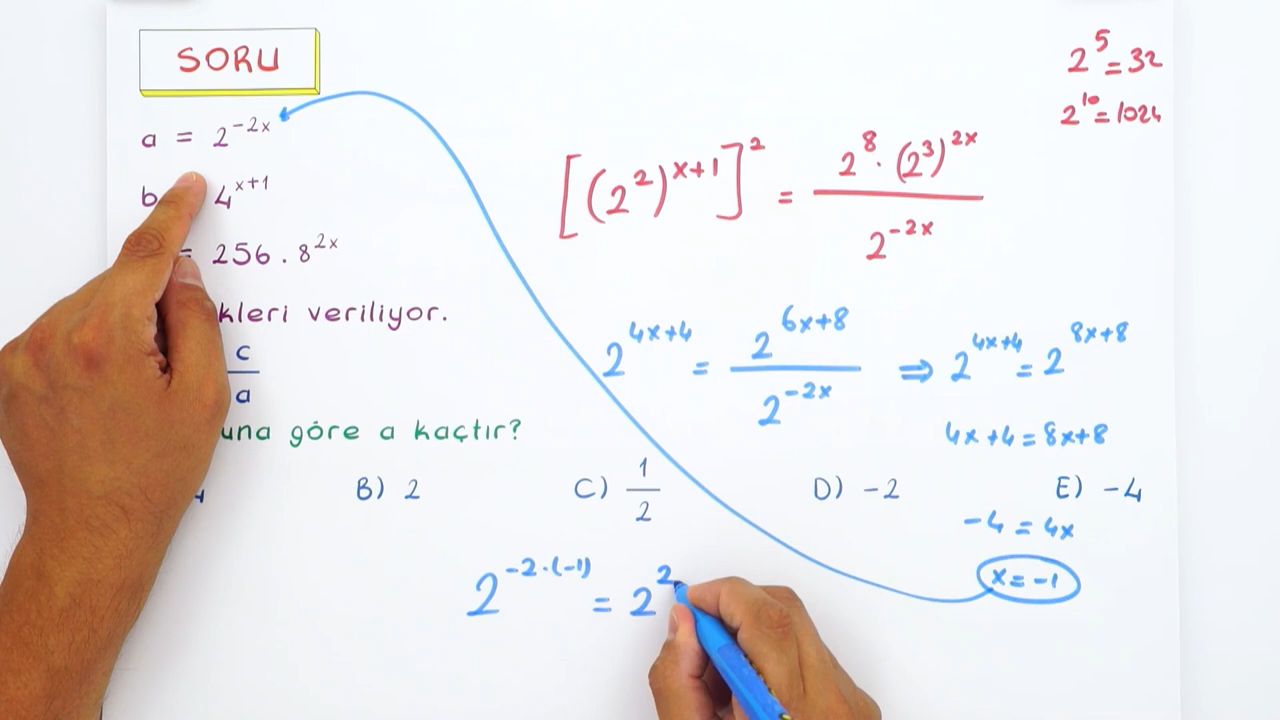 SORU
a = 2^{-2x}
b 4^{x+1}
= 256 . 8^{2x}
kleri veriliyor.
c
a
una göre a kaçtır?
B) 2
C) 1/2
D) -2
E) -4
2^5 = 32
2^{10} = 1024
[(2^2)^{x+1}]^2 = \frac{2^8 . (2^3)^{2x}}{2^{-2x}}
2^{4x+4} = \frac{2^{6x+8}}{2^{-2x}} ⇒ 2^{4x+4} = 2^{8x+8}
4x+4 = 8x+8
-4 = 4x
x = -1
2^{-2.(-1)} = 2^2